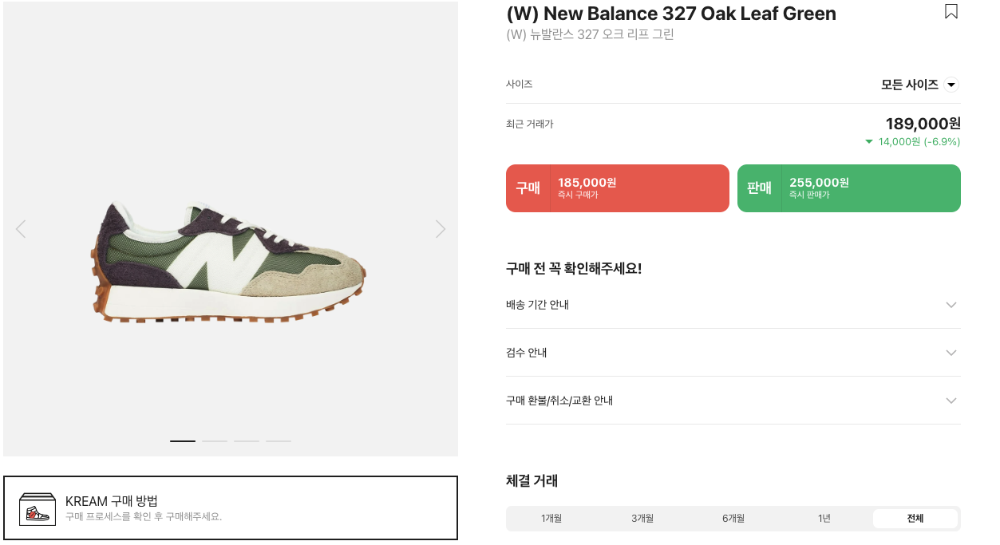 (W) New Balance 327 Oak Leaf Green
(W) 뉴발란스 327 오크 리프 그린
사이즈
모든 사이즈
최근 거래가
189,000원
14,000원 (-6.9%)
구매
185,000원
즉시 구매가
판매
255,000원
즉시 판매가
구매 전 꼭 확인해주세요!
배송 기간 안내
검수 안내
구매 환불/취소/교환 안내
체결 거래
1개월
3개월
6개월
1년
전체
KREAM 구매 방법
구매 프로세스를 확인 후 구매해주세요.